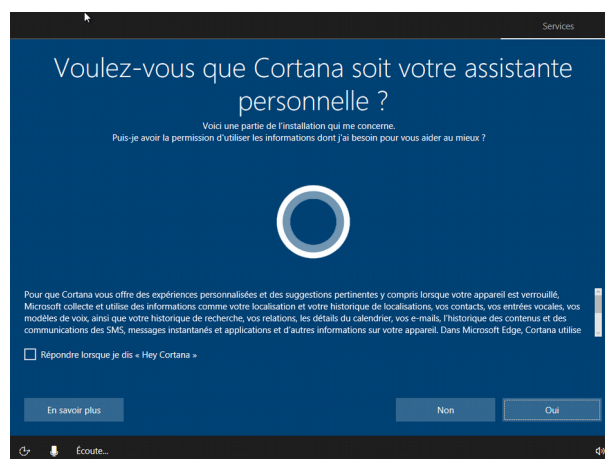 Services
Voulez-vous que Cortana soit votre assistante
personnelle ?
Voici une partie de l'installation qui me concerne.
Puis-je avoir la permission d'utiliser les informations dont j'ai besoin pour vous aider au mieux ?
Pour que Cortana vous offre des expériences personnalisées et des suggestions pertinentes y compris lorsque votre appareil est verrouillé,
Microsoft collecte et utilise des informations comme votre localisation et votre historique de localisations, vos contacts, vos entrées vocales, vos
modèles de voix, ainsi que votre historique de recherche, vos relations, les détails du calendrier, vos e-mails, l'historique des contenus et des
communications des SMS, messages instantanés et applications et d'autres informations sur votre appareil. Dans Microsoft Edge, Cortana utilise
Répondre lorsque je dis « Hey Cortana »
En savoir plus
Non
Oui
Écoute...